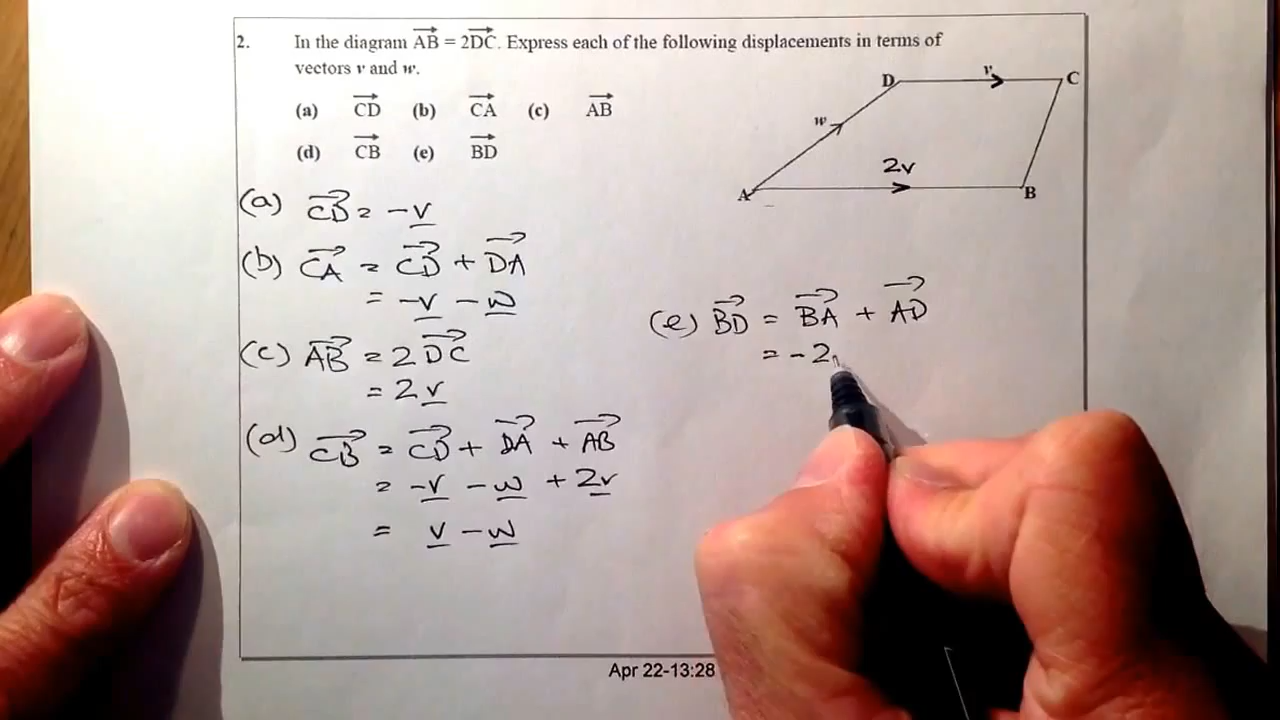 2. In the diagram AB = 2DC. Express each of the following displacements in terms of
vectors v and w.
(a) CD (b) CA (c) AB
(d) CB (e) BD
D v C
w
2v
A B
(a) CB = -v
(b) CA = CD + DA
= -v - w
(c) AB = 2DC
= 2v
(d) CB = CD + DA + AB
= -v - w + 2v
= v - w
(e) BD = BA + AD
= -2
Apr 22-13:28